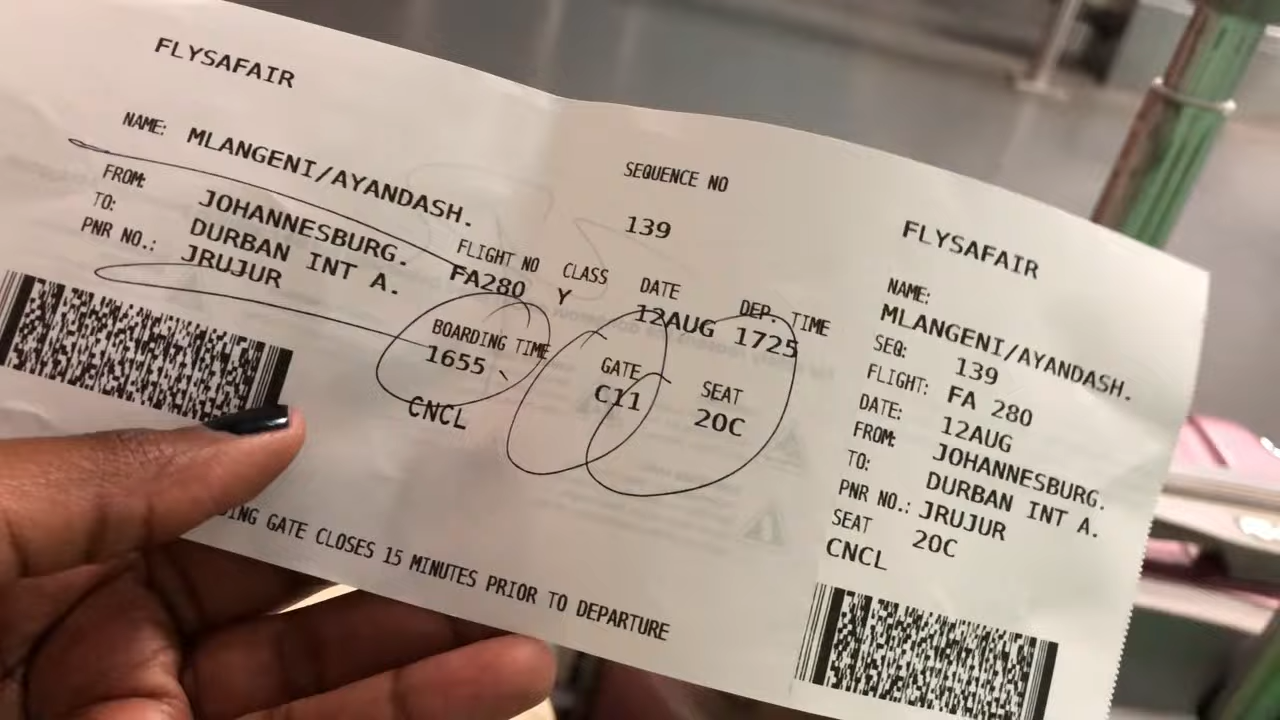 FLYSAFAIR
NAME: MLANGENI/AYANDASH.
FROM: JOHANNESBURG.
TO: DURBAN INT A.
PNR NO.: JRUJUR
SEQUENCE NO
139
FLIGHT NO CLASS DATE DEP. TIME
FA280 Y 12AUG 1725
BOARDING TIME GATE SEAT
1655 C11 20C
CNCL
GATE CLOSES 15 MINUTES PRIOR TO DEPARTURE
FLYSAFAIR
NAME:
MLANGENI/AYANDASH.
SEQ: 139
FLIGHT: FA 280
DATE: 12AUG
FROM: JOHANNESBURG.
TO: DURBAN INT A.
PNR NO.: JRUJUR
SEAT 20C
CNCL